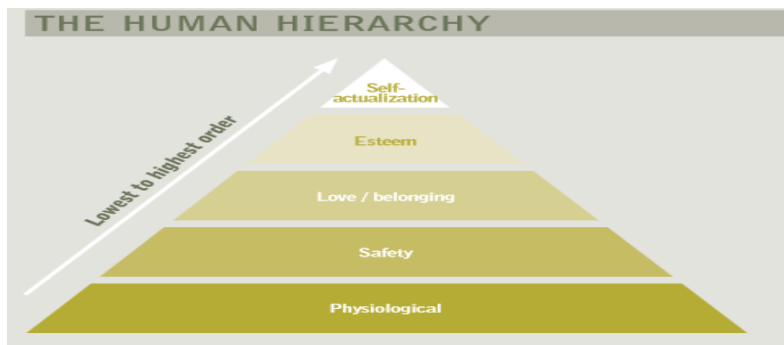 THE HUMAN HIERARCHY
Lowest to highest order
Self-
actualization
Esteem
Love / belonging
Safety
Physiological